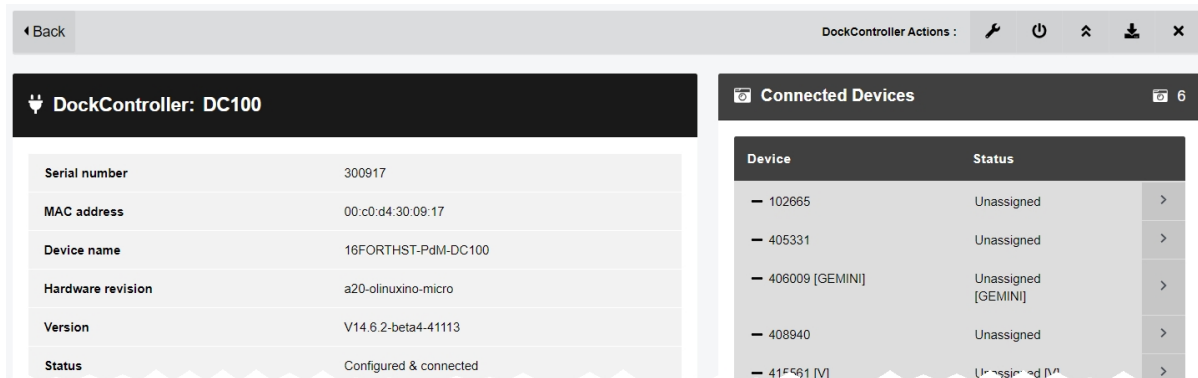 Back
DockController Actions :
DockController: DC100
Serial number 300917
MAC address 00:c0:d4:30:09:17
Device name 16FORTHST-PdM-DC100
Hardware revision a20-olinuxino-micro
Version V14.6.2-beta4-41113
Status Configured & connected
Connected Devices 6
Device Status
102665 Unassigned
405331 Unassigned
406009 [GEMINI] Unassigned
[GEMINI]
408940 Unassigned
415561 [V] Unassigned [V]